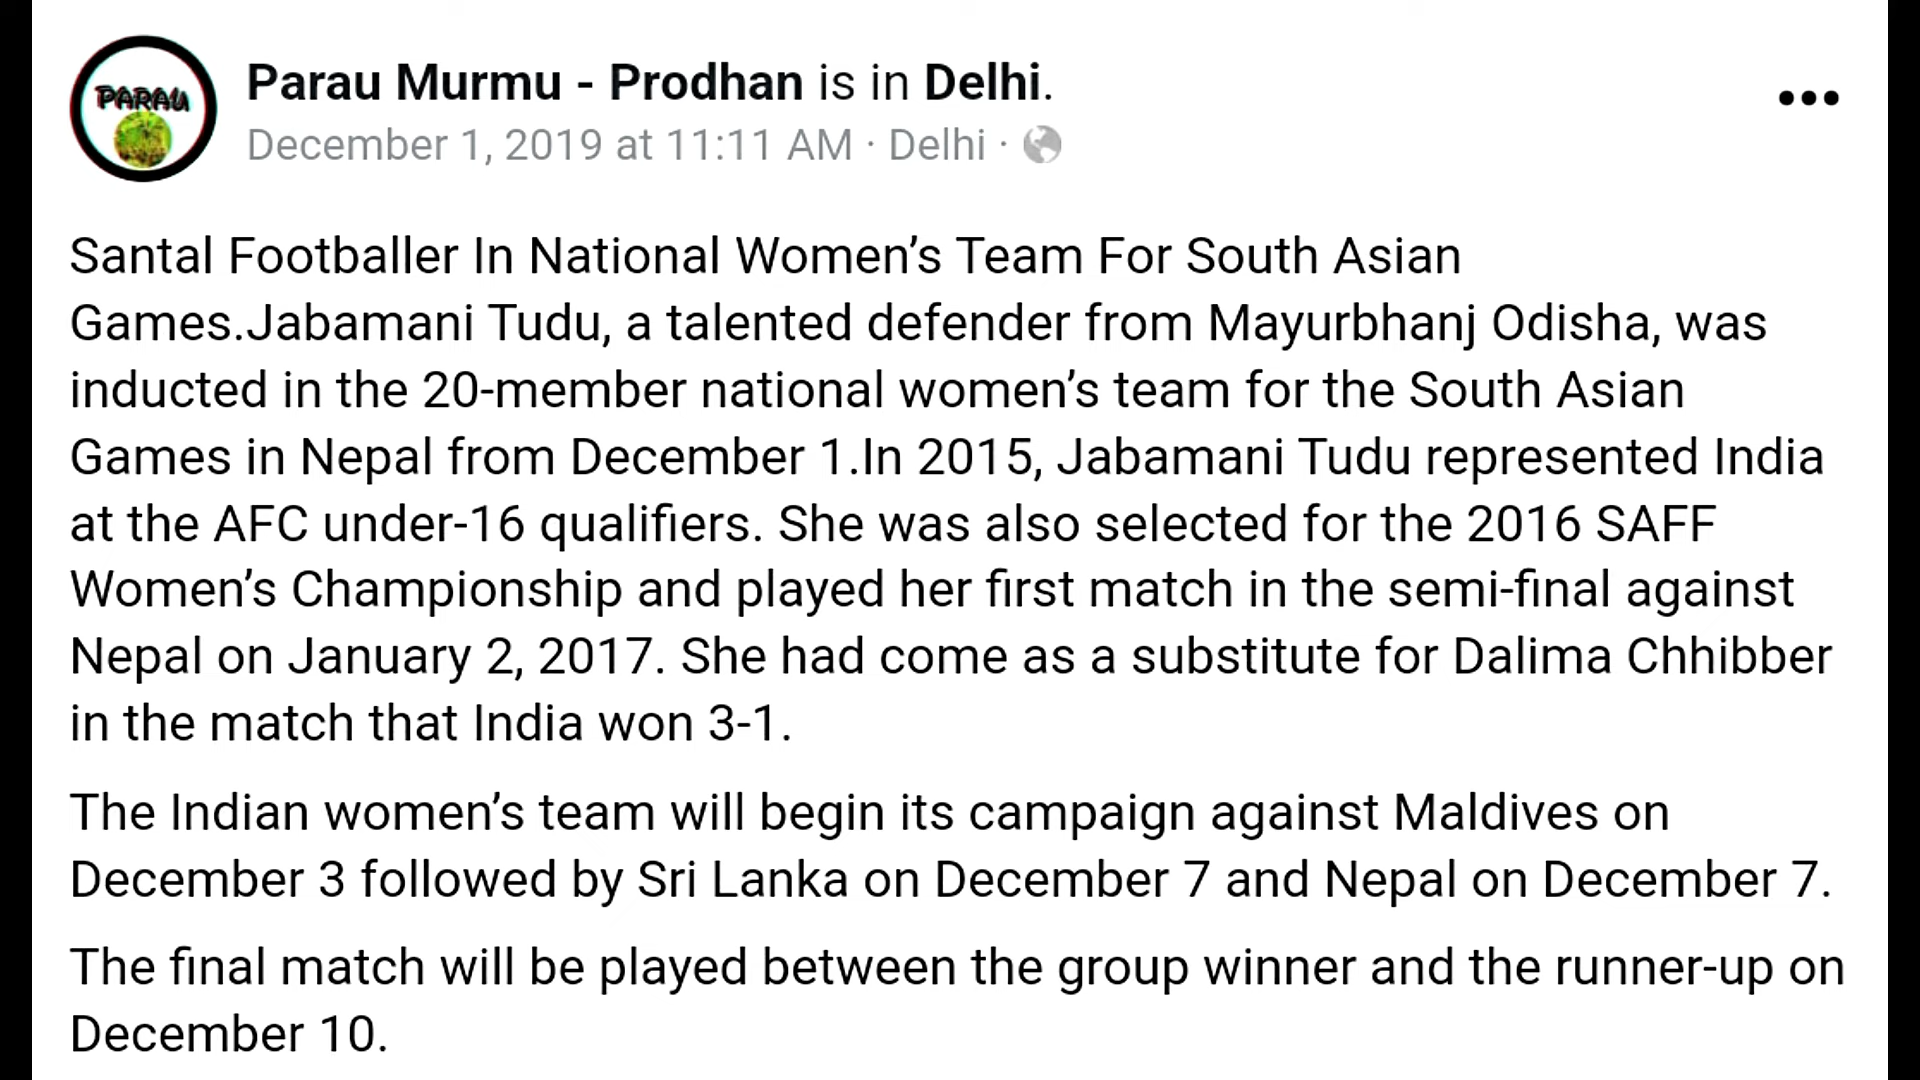 PARAU
Parau Murmu - Prodhan is in Delhi.
December 1, 2019 at 11:11 AM · Delhi ·
Santal Footballer In National Women’s Team For South Asian
Games.Jabamani Tudu, a talented defender from Mayurbhanj Odisha, was
inducted in the 20-member national women’s team for the South Asian
Games in Nepal from December 1.In 2015, Jabamani Tudu represented India
at the AFC under-16 qualifiers. She was also selected for the 2016 SAFF
Women’s Championship and played her first match in the semi-final against
Nepal on January 2, 2017. She had come as a substitute for Dalima Chhibber
in the match that India won 3-1.
The Indian women’s team will begin its campaign against Maldives on
December 3 followed by Sri Lanka on December 7 and Nepal on December 7.
The final match will be played between the group winner and the runner-up on
December 10.